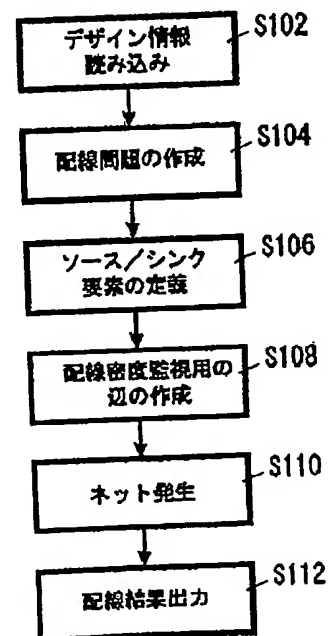 デザイン情報 S102
読み込み
配線問題の作成 S104
ソース／シンク S106
要素の定義
配線密度監視用の S108
辺の作成
ネット発生 S110
配線結果出力 S112